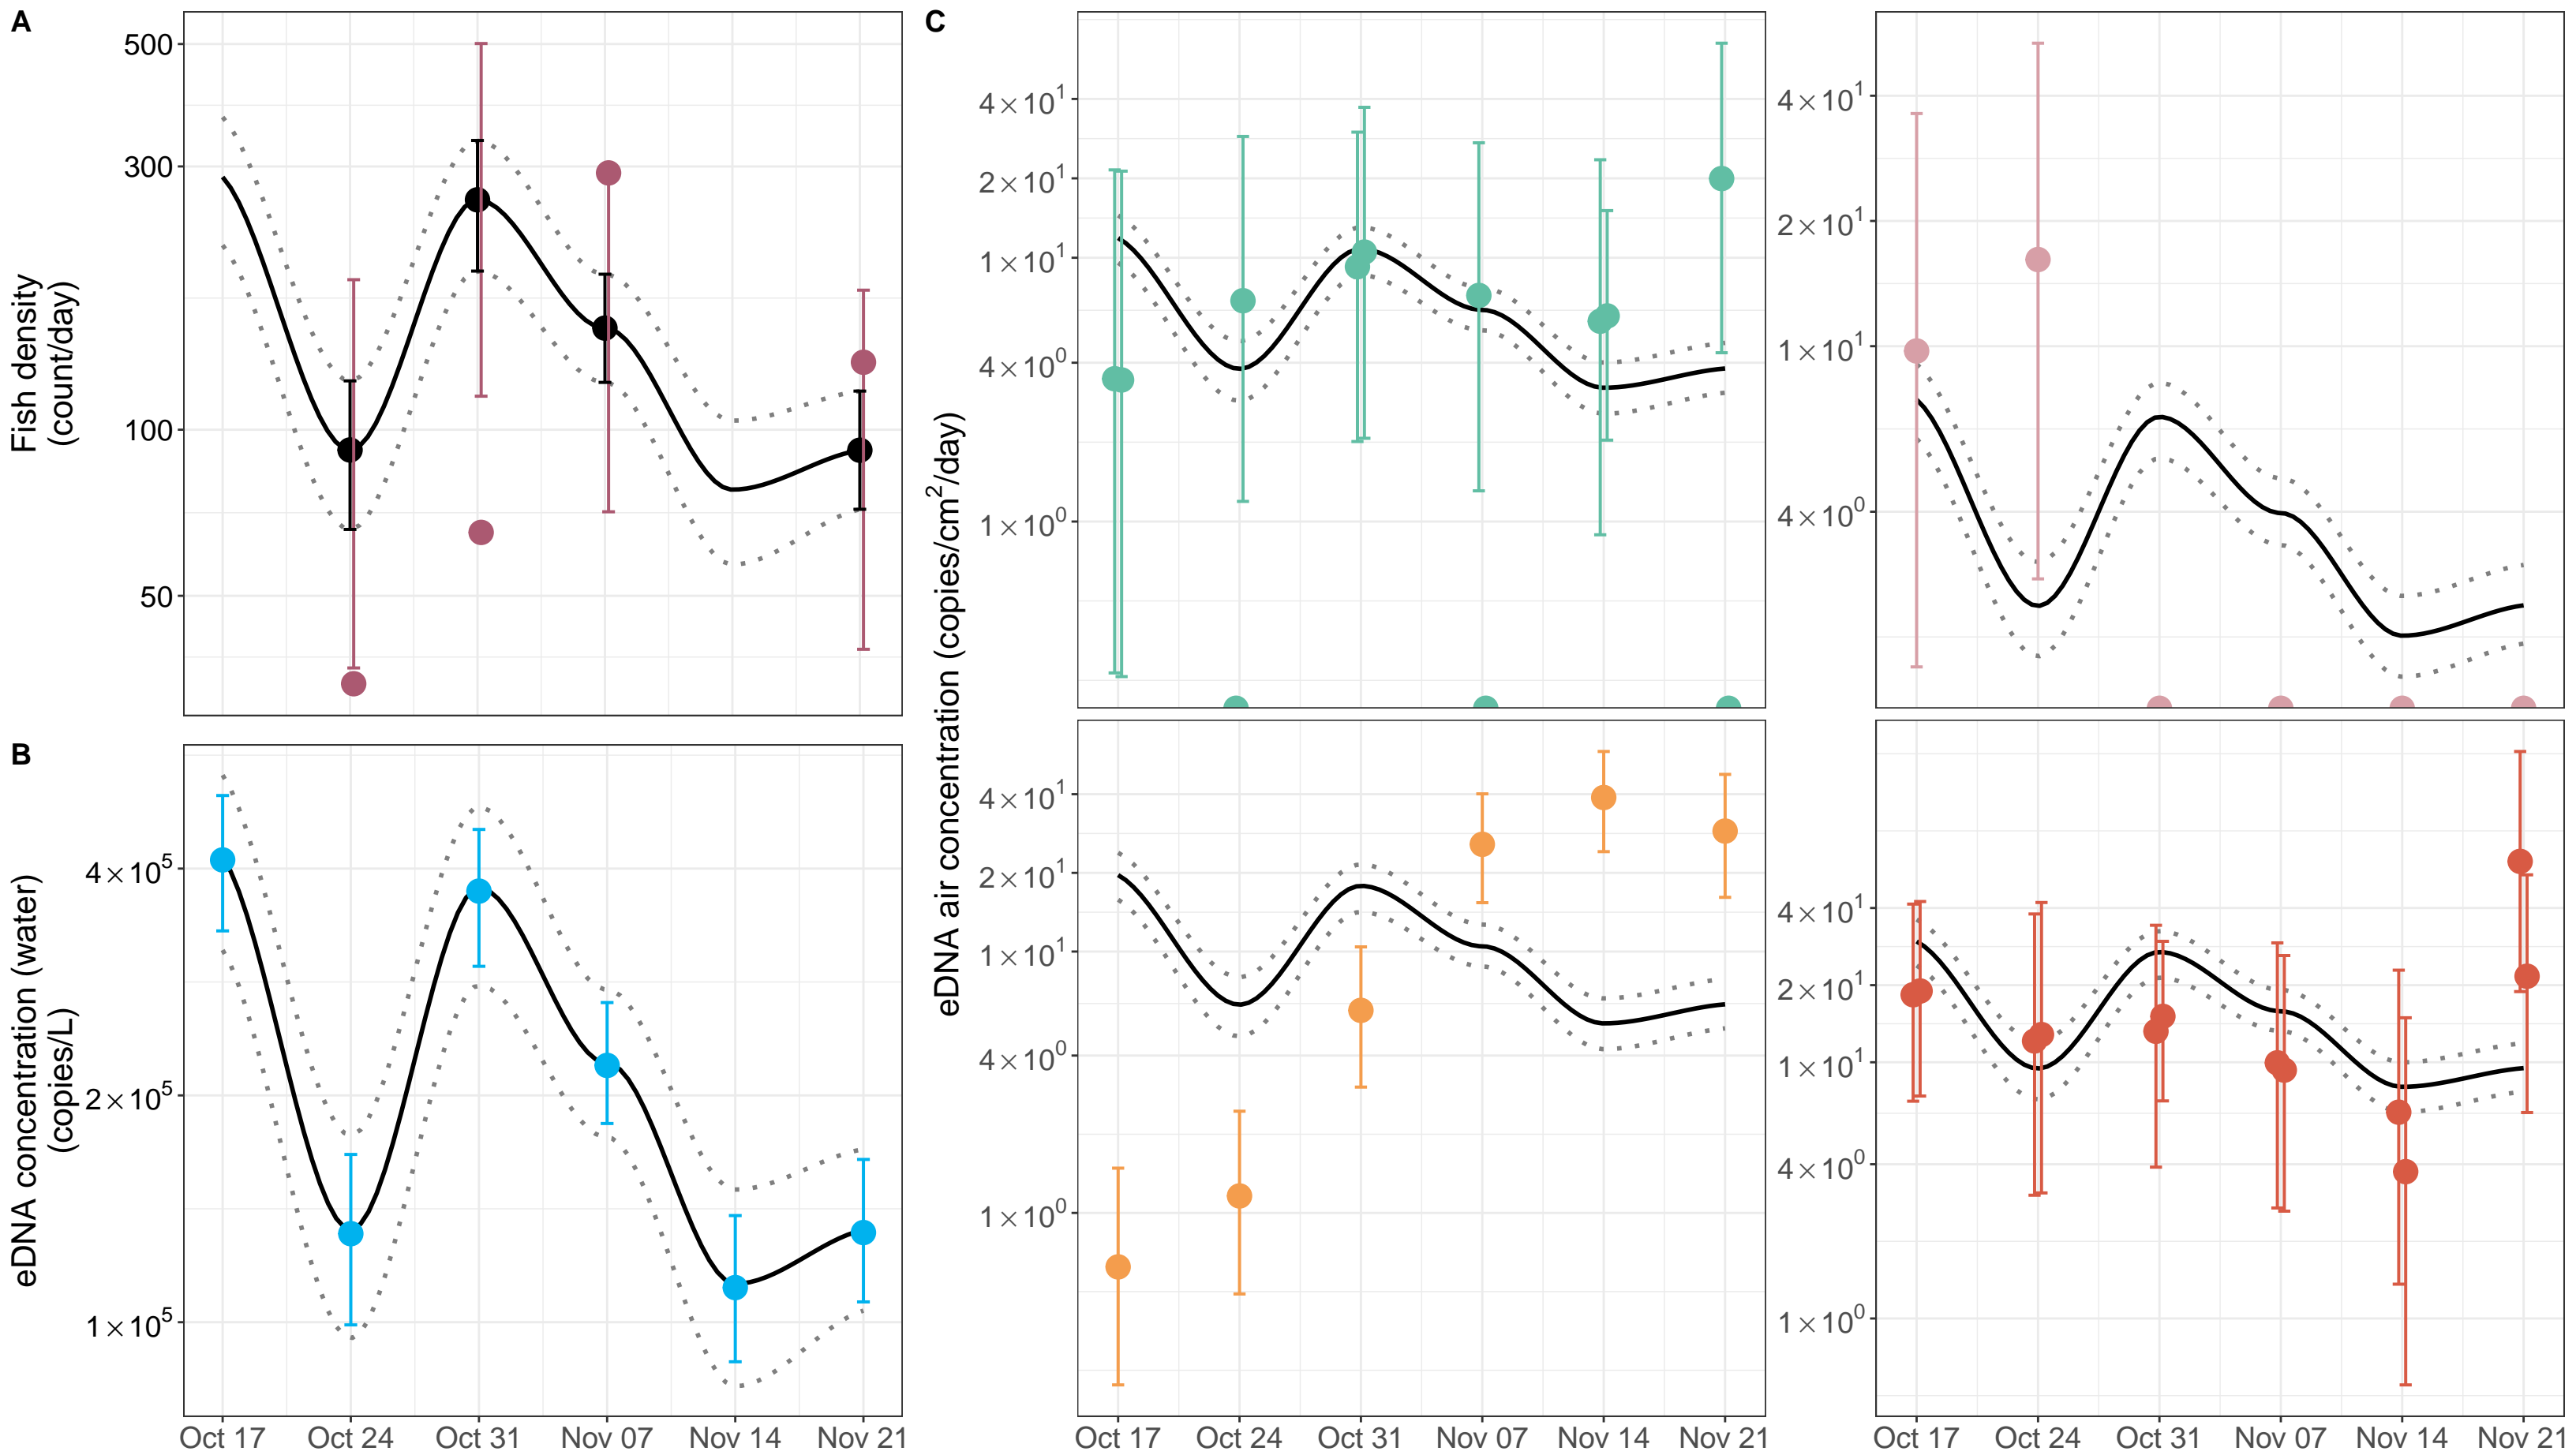 A
Fish density
(count/day)
500
300
100
50
B
eDNA concentration (water)
(copies/L)
4×10⁵
2×10⁵
1×10⁵
Oct 17 Oct 24 Oct 31 Nov 07 Nov 14 Nov 21
C
eDNA air concentration (copies/cm²/day)
4×10¹
2×10¹
1×10¹
4×10⁰
1×10⁰
4×10¹
2×10¹
1×10¹
4×10⁰
4×10¹
2×10¹
1×10¹
4×10⁰
1×10⁰
Oct 17 Oct 24 Oct 31 Nov 07 Nov 14 Nov 21
4×10¹
2×10¹
1×10¹
4×10⁰
1×10⁰
Oct 17 Oct 24 Oct 31 Nov 07 Nov 14 Nov 21